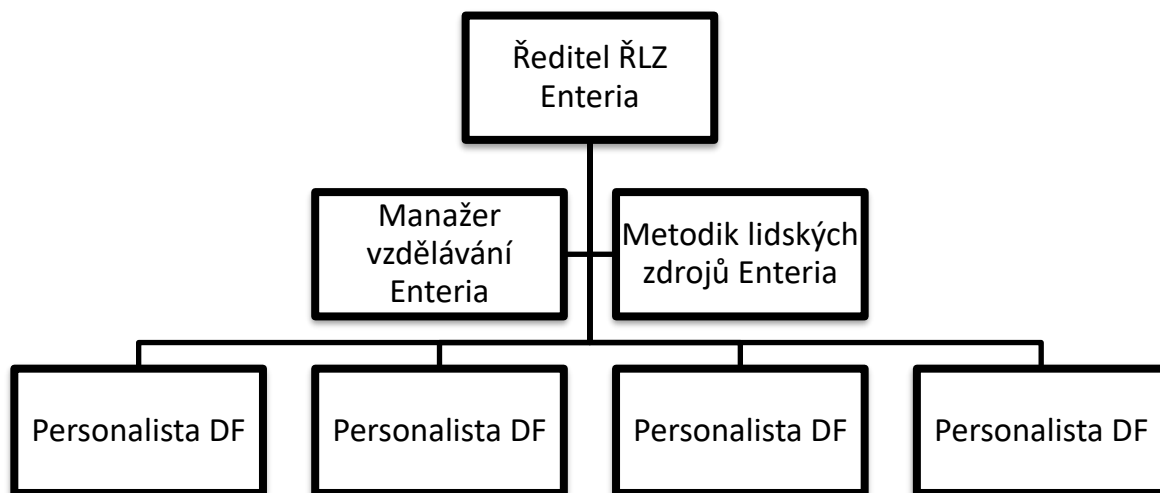 Ředitel ŘLZ
Enteria
Manažer
vzdělávání
Enteria
Metodik lidských
zdrojů Enteria
Personalista DF
Personalista DF
Personalista DF
Personalista DF